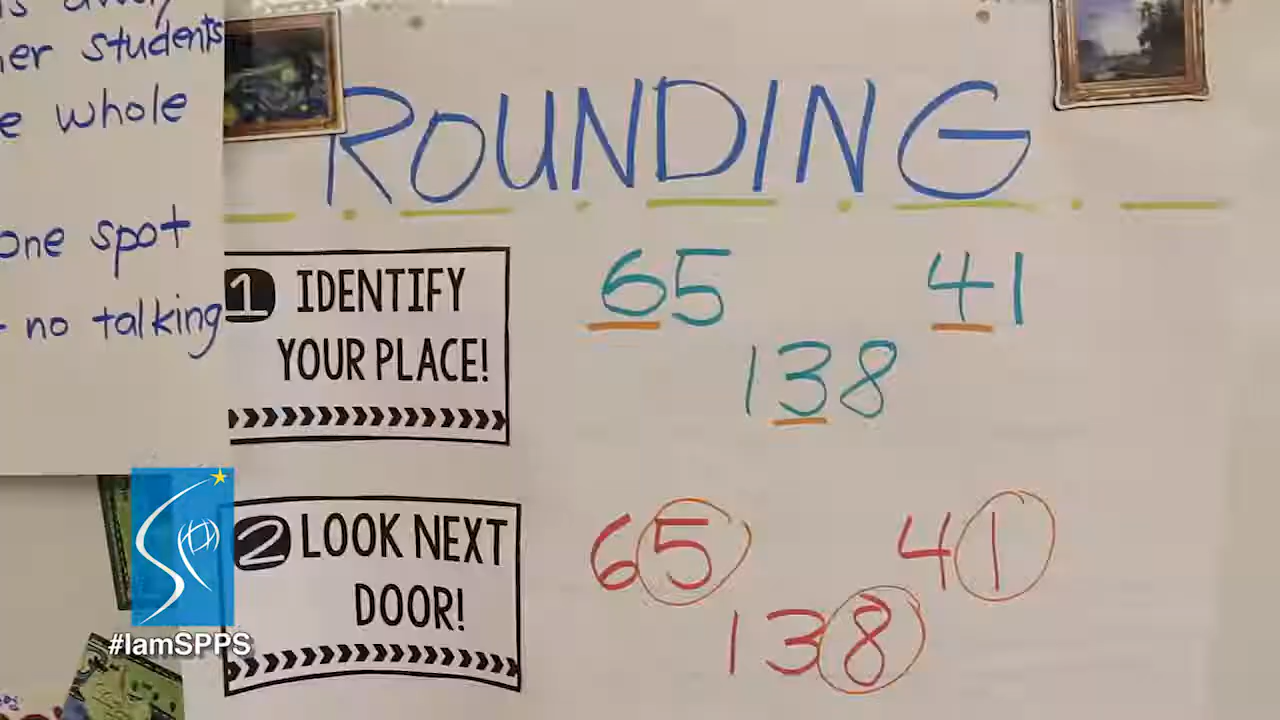 her students
whole
one spot
no talking
ROUNDING
1 IDENTIFY
YOUR PLACE!
65 41
138
2 LOOK NEXT
DOOR!
65 41
138
#IamSPPS